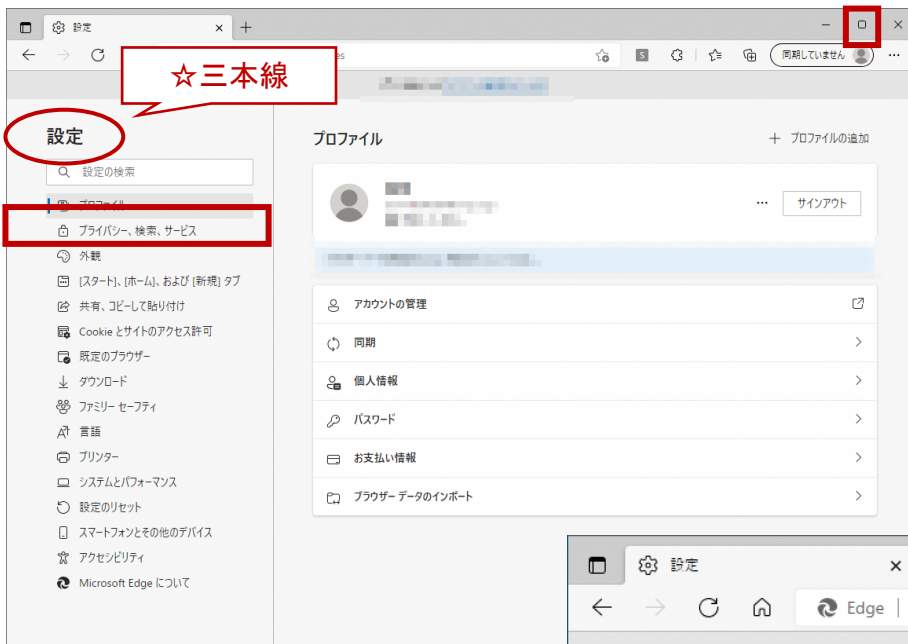 設定
es
同期していません
☆三本線
設定
設定の検索
プロファイル
プライバシー、検索、サービス
外観
[スタート]、[ホーム]、および [新規] タブ
共有、コピーして貼り付け
Cookie とサイトのアクセス許可
既定のブラウザー
ダウンロード
ファミリー セーフティ
言語
プリンター
システムとパフォーマンス
設定のリセット
スマートフォンとその他のデバイス
アクセシビリティ
Microsoft Edge について
プロファイル
プロファイルの追加
サインアウト
アカウントの管理
同期
個人情報
パスワード
お支払い情報
ブラウザー データのインポート
設定
Edge